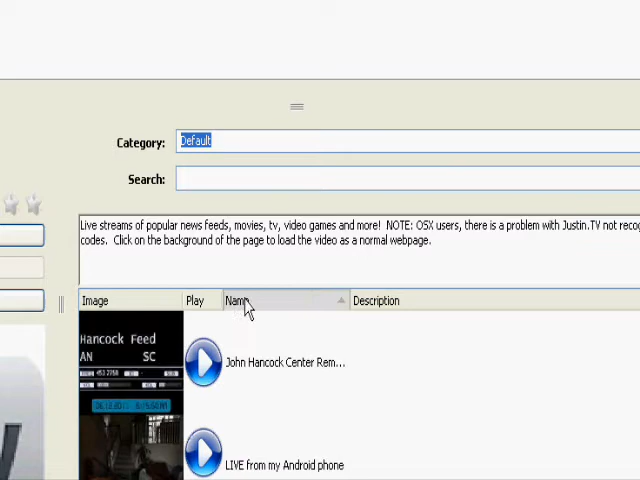 Category:
Default
Search:
Live streams of popular news feeds, movies, tv, video games and more! NOTE: OSX users, there is a problem with Justin.TV not recog
codes. Click on the background of the page to load the video as a normal webpage.
Image Play Name Description
Hancock Feed
AN SC
John Hancock Center Rem...
LIVE from my Android phone